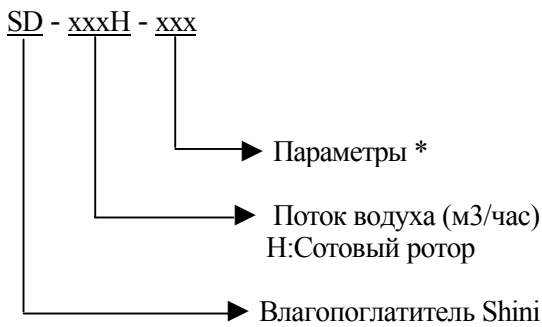 SD - xxxH - xxx
Параметры *
Поток водуха (м3/час)
H:Сотовый ротор
Влагопоглатитель Shini